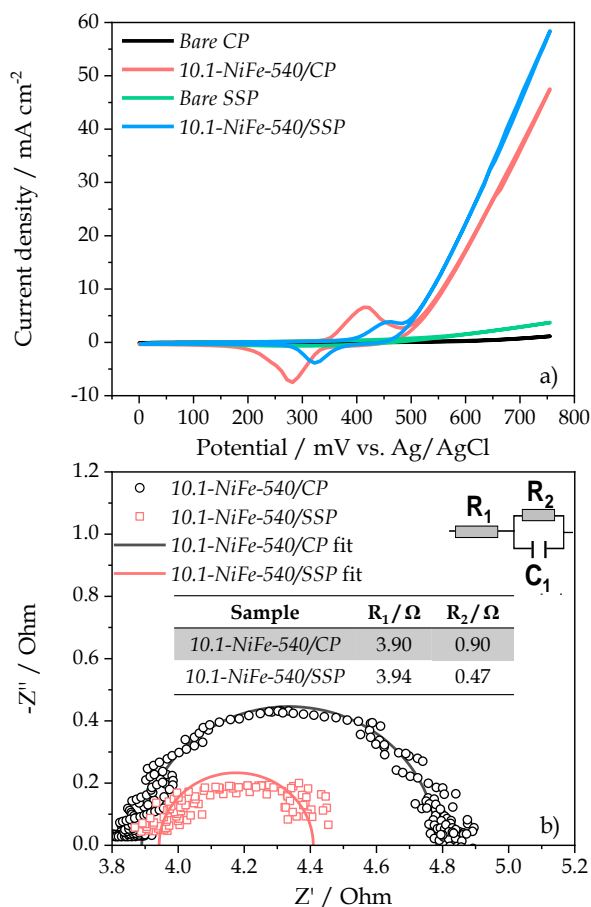 60
50
40
30
20
10
0
-10
Current density / mA cm⁻²
Bare CP
10.1-NiFe-540/CP
Bare SSP
10.1-NiFe-540/SSP
a)
0 100 200 300 400 500 600 700 800
Potential / mV vs. Ag/AgCl
1.2
1.0
0.8
0.6
0.4
0.2
0.0
-Z'' / Ohm
10.1-NiFe-540/CP
10.1-NiFe-540/SSP
10.1-NiFe-540/CP fit
10.1-NiFe-540/SSP fit
R₁
R₂
C₁
Sample R₁/ Ω R₂/ Ω
10.1-NiFe-540/CP 3.90 0.90
10.1-NiFe-540/SSP 3.94 0.47
b)
3.8 4.0 4.2 4.4 4.6 4.8 5.0 5.2
Z' / Ohm